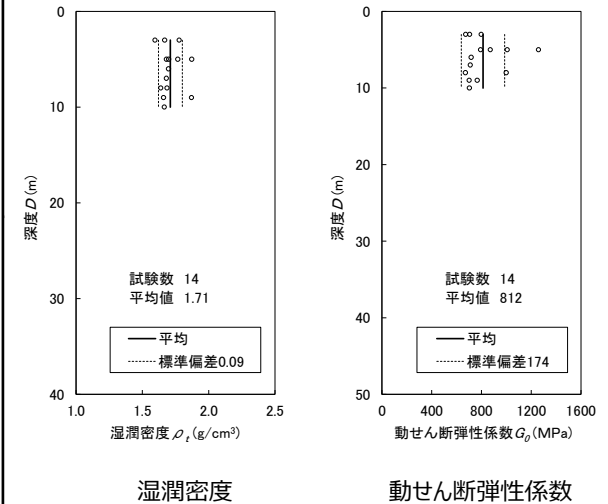 0
10
20
30
40
深度D(m)
試験数 14
平均値 1.71
平均
標準偏差0.09
1.0 1.5 2.0 2.5
湿潤密度ρt(g/cm³)
湿潤密度
0
10
20
30
40
50
深度D(m)
試験数 14
平均値 812
平均
標準偏差174
0 400 800 1200 1600
動せん断弾性係数G0(MPa)
動せん断弾性係数